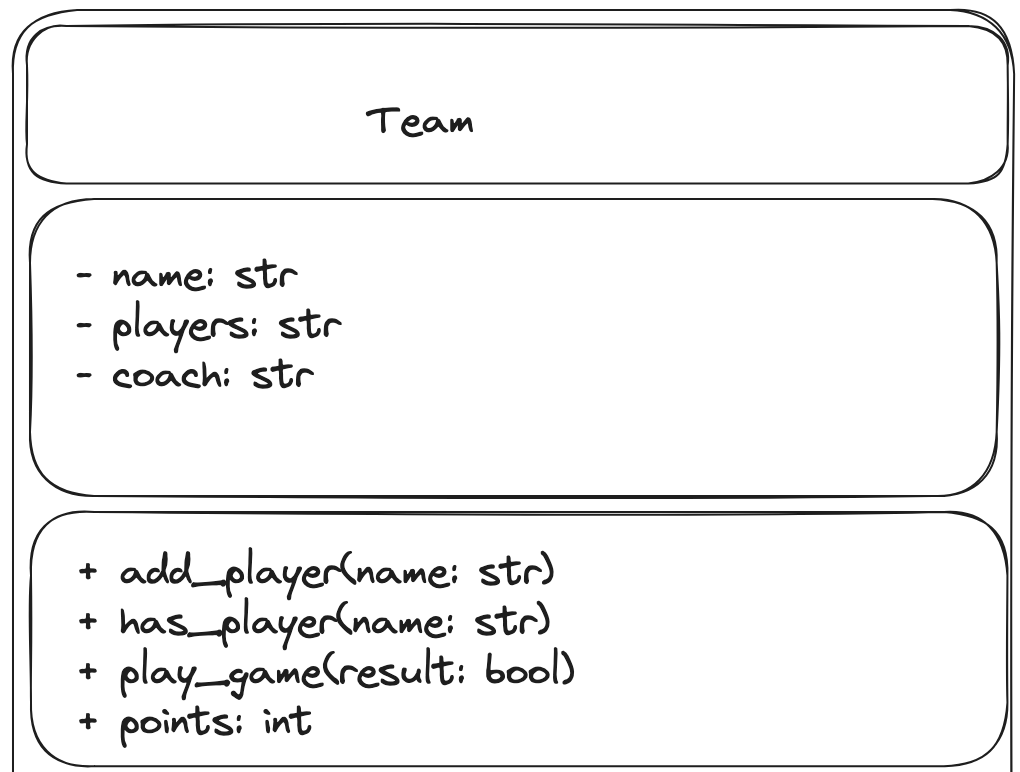 Team
- name: str
- players: str
- coach: str
+ add_player(name: str)
+ has_player(name: str)
+ play_game(result: bool)
+ points: int